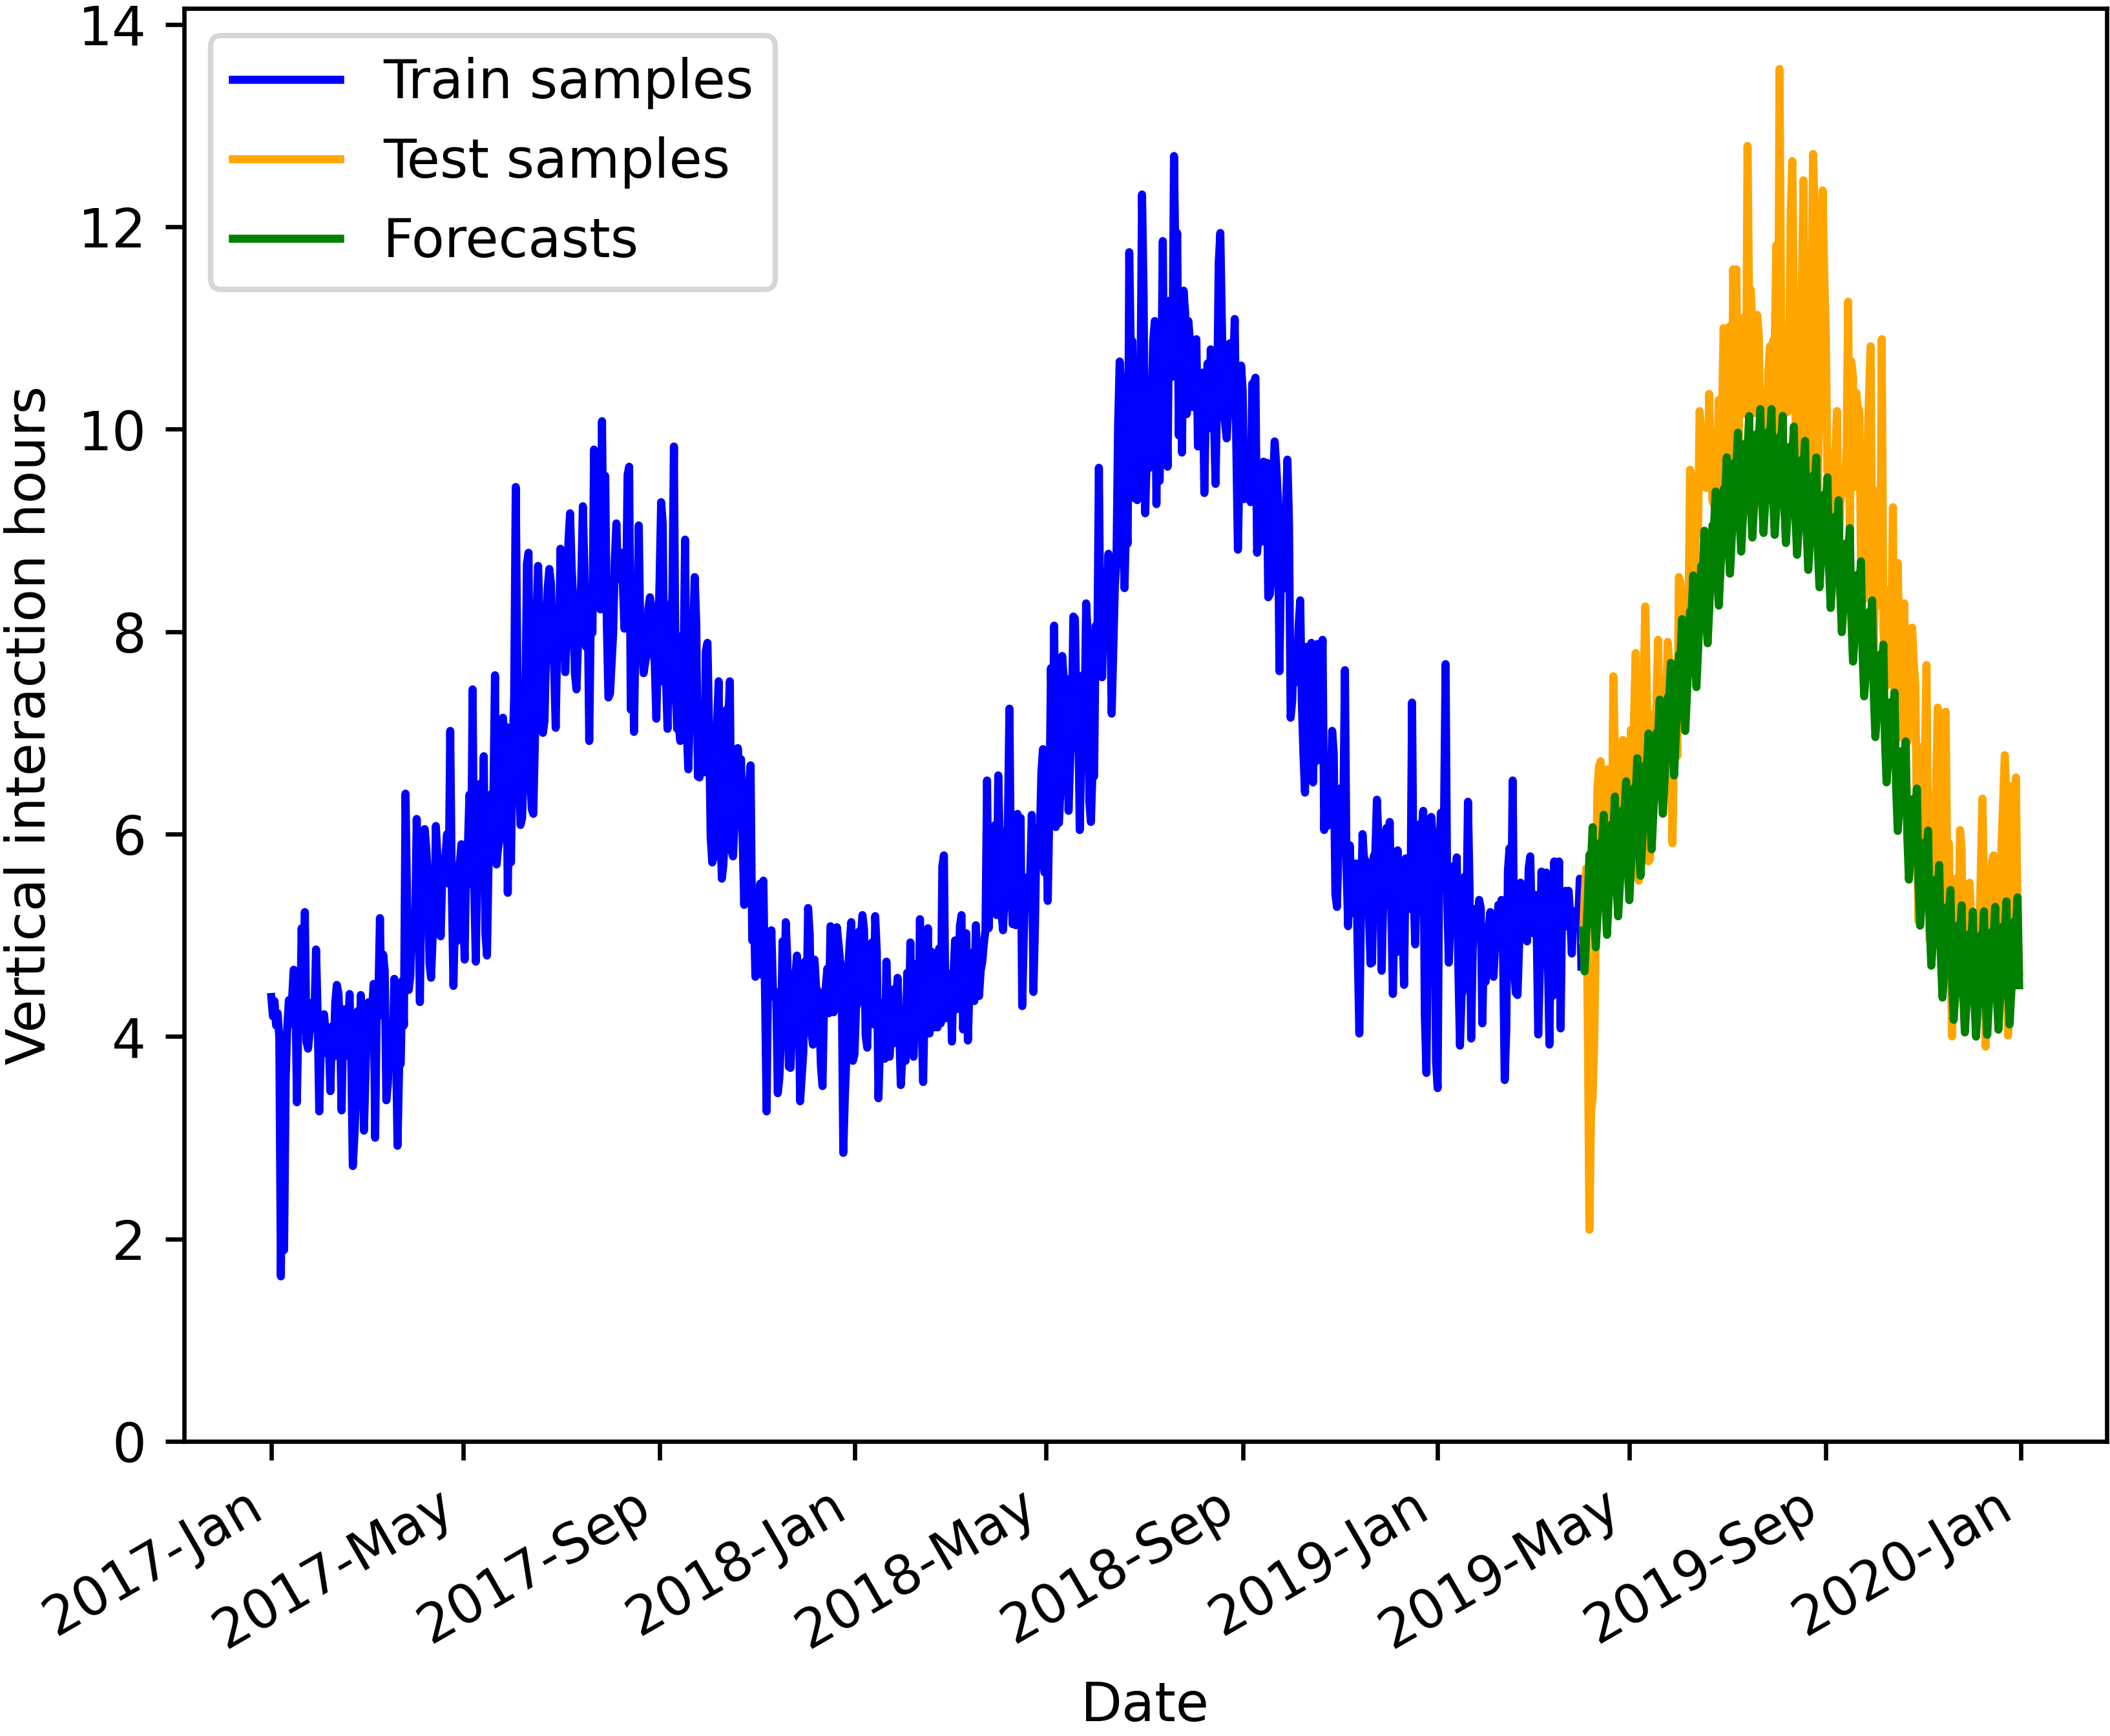 14
12
10
8
6
4
2
0
Vertical interaction hours
Train samples
Test samples
Forecasts
2017-Jan
2017-May
2017-Sep
2018-Jan
2018-May
2018-Sep
2019-Jan
2019-May
2019-Sep
2020-Jan
Date